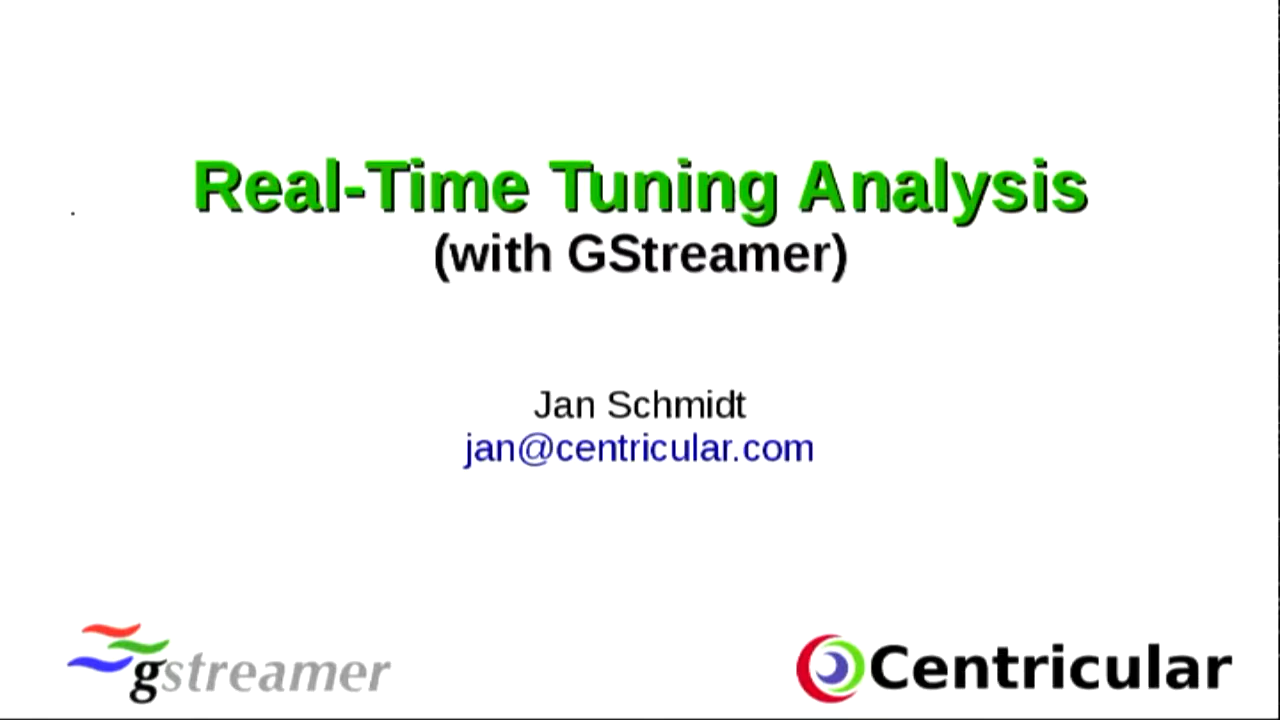 Real-Time Tuning Analysis
(with GStreamer)
Jan Schmidt
jan@centricular.com
gstreamer
Centricular